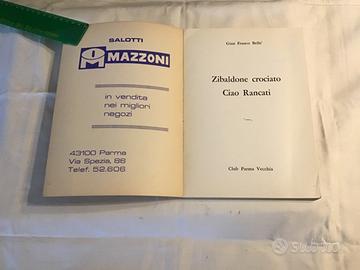 SALOTTI
M MAZZONI
in vendita
nei migliori
negozi
43100 Parma
Via Spezia, 86
Telef. 52.606
Gian Franco Bellè
Zibaldone crociato
Ciao Rancati
Club Parma Vecchia
subito